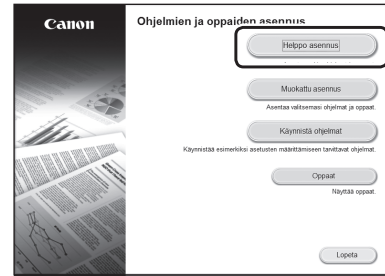 Canon
Ohjelmien ja oppaiden asennus
Helppo asennus
Muokattu asennus
Asentaa valitsemasi ohjelmat ja oppaat.
Käynnistä ohjelmat
Käynnistää esimerkiksi asetusten määrittämiseen tarvittavat ohjelmat.
Oppaat
Näyttää oppaat.
Lopeta